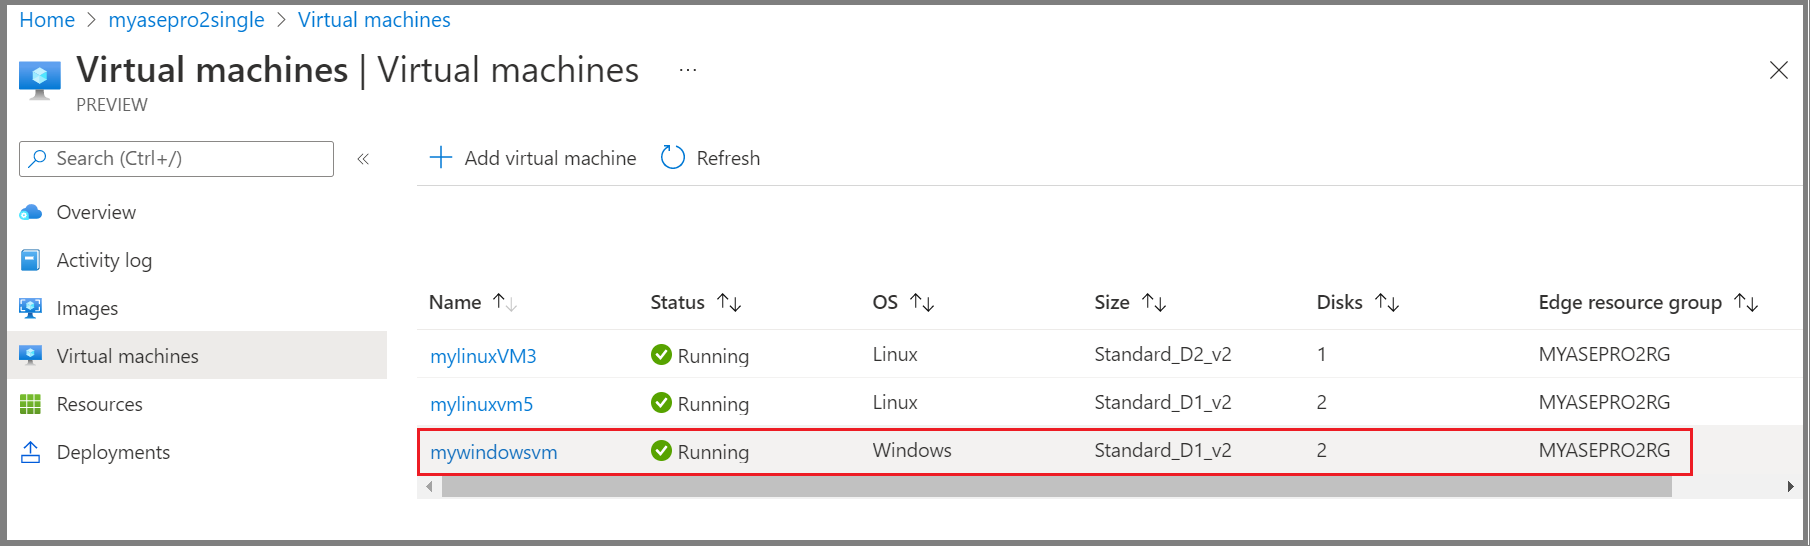 Home > myasepro2single > Virtual machines
Virtual machines | Virtual machines ...
PREVIEW
Search (Ctrl+/) «
Add virtual machine Refresh
Overview
Activity log
Images
Virtual machines
Resources
Deployments
Name ↑↓ Status ↑↓ OS ↑↓ Size ↑↓ Disks ↑↓ Edge resource group ↑↓
mylinuxVM3 Running Linux Standard_D2_v2 1 MYASEPRO2RG
mylinuxvm5 Running Linux Standard_D1_v2 2 MYASEPRO2RG
mywindowsvm Running Windows Standard_D1_v2 2 MYASEPRO2RG